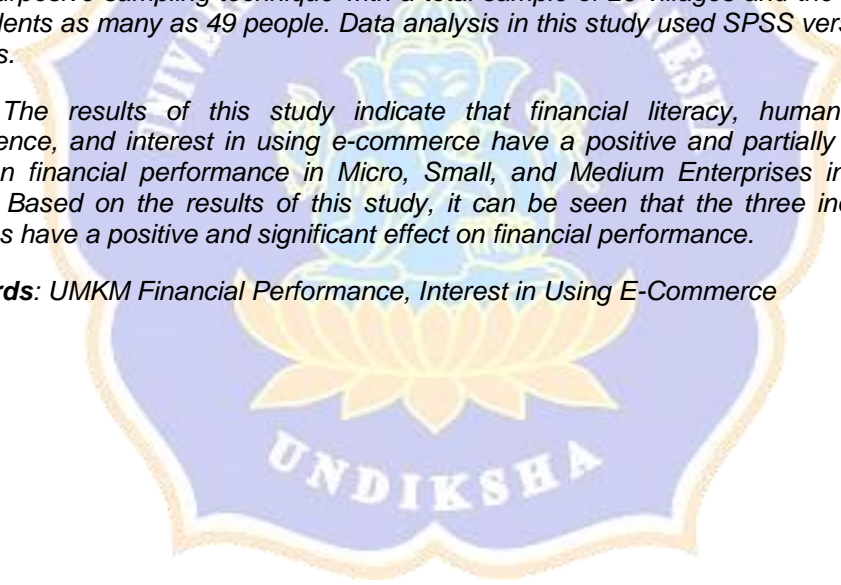 urposive sampling technique with a total sample of villages and the
dents as many as 49 people. Data analysis in this study used SPSS vers
s.
The results of this study indicate that financial literacy, human
ence, and interest in using e-commerce have a positive and partially
n financial performance in Micro, Small, and Medium Enterprises in
Based on the results of this study, it can be seen that the three in
s have a positive and significant effect on financial performance.
rds: UMKM Financial Performance, Interest in Using E-Commerce
UNDIKSHA